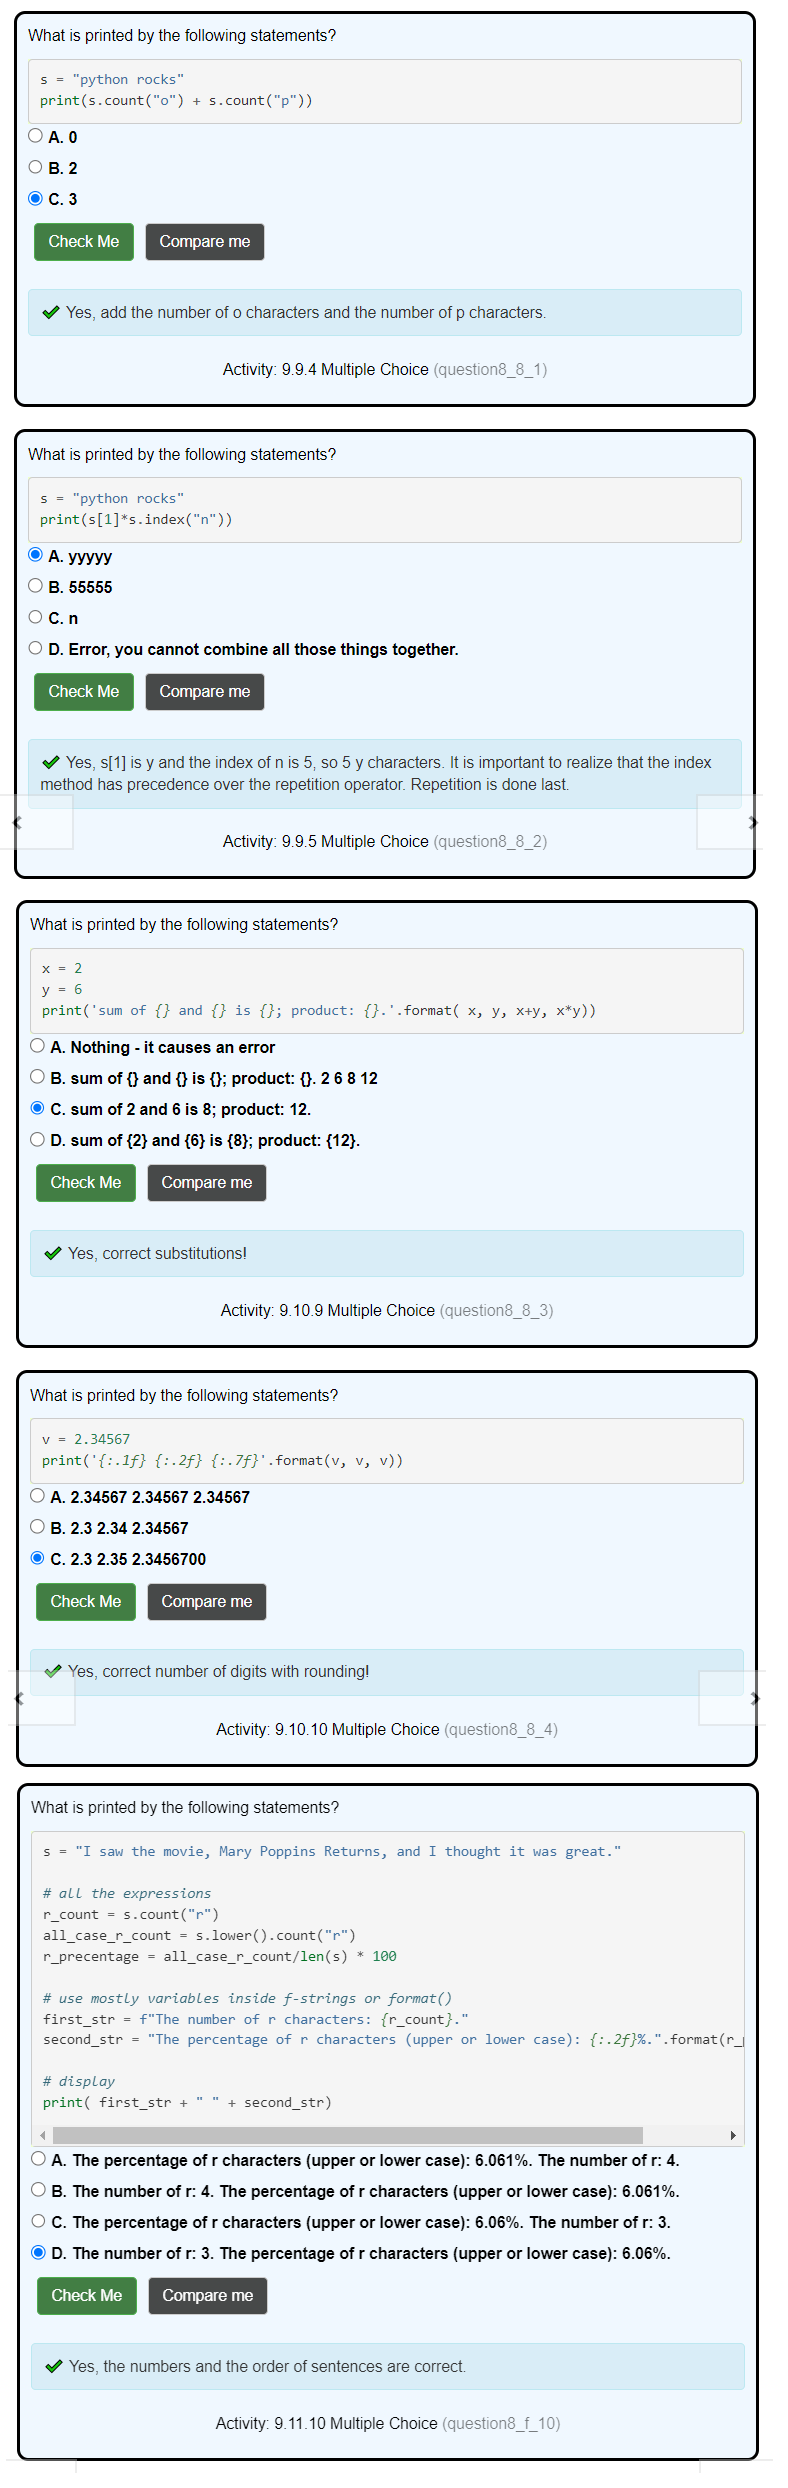 What is printed by the following statements?
s = "python rocks"
print(s.count("o") + s.count("p"))
A. 0
B. 2
C. 3
Check Me Compare me
Yes, add the number of o characters and the number of p characters.
Activity: 9.9.4 Multiple Choice (question8_8_1)
What is printed by the following statements?
s = "python rocks"
print(s[1]*s.index("n"))
A. yyyyy
B. 55555
C. n
D. Error, you cannot combine all those things together.
Check Me Compare me
Yes, s[1] is y and the index of n is 5, so 5 y characters. It is important to realize that the index
method has precedence over the repetition operator. Repetition is done last.
Activity: 9.9.5 Multiple Choice (question8_8_2)
What is printed by the following statements?
x = 2
y = 6
print('sum of {} and {} is {}; product: {}.'.format( x, y, x+y, x*y))
A. Nothing - it causes an error
B. sum of {} and {} is {}; product: {}. 2 6 8 12
C. sum of 2 and 6 is 8; product: 12.
D. sum of {2} and {6} is {8}; product: {12}.
Check Me Compare me
Yes, correct substitutions!
Activity: 9.10.9 Multiple Choice (question8_8_3)
What is printed by the following statements?
v = 2.34567
print('{:.1f} {:.2f} {:.7f}'.format(v, v, v))
A. 2.34567 2.34567 2.34567
B. 2.3 2.34 2.34567
C. 2.3 2.35 2.3456700
Check Me Compare me
Yes, correct number of digits with rounding!
Activity: 9.10.10 Multiple Choice (question8_8_4)
What is printed by the following statements?
s = "I saw the movie, Mary Poppins Returns, and I thought it was great."
# all the expressions
r_count = s.count("r")
all_case_r_count = s.lower().count("r")
r_precentage = all_case_r_count/len(s) * 100
# use mostly variables inside f-strings or format()
first_str = f"The number of r characters: {r_count}."
second_str = "The percentage of r characters (upper or lower case): {:.2f}%.".format(r_
# display
print( first_str + " " + second_str)
A. The percentage of r characters (upper or lower case): 6.061%. The number of r: 4.
B. The number of r: 4. The percentage of r characters (upper or lower case): 6.061%.
C. The percentage of r characters (upper or lower case): 6.06%. The number of r: 3.
D. The number of r: 3. The percentage of r characters (upper or lower case): 6.06%.
Check Me Compare me
Yes, the numbers and the order of sentences are correct.
Activity: 9.11.10 Multiple Choice (question8_f_10)